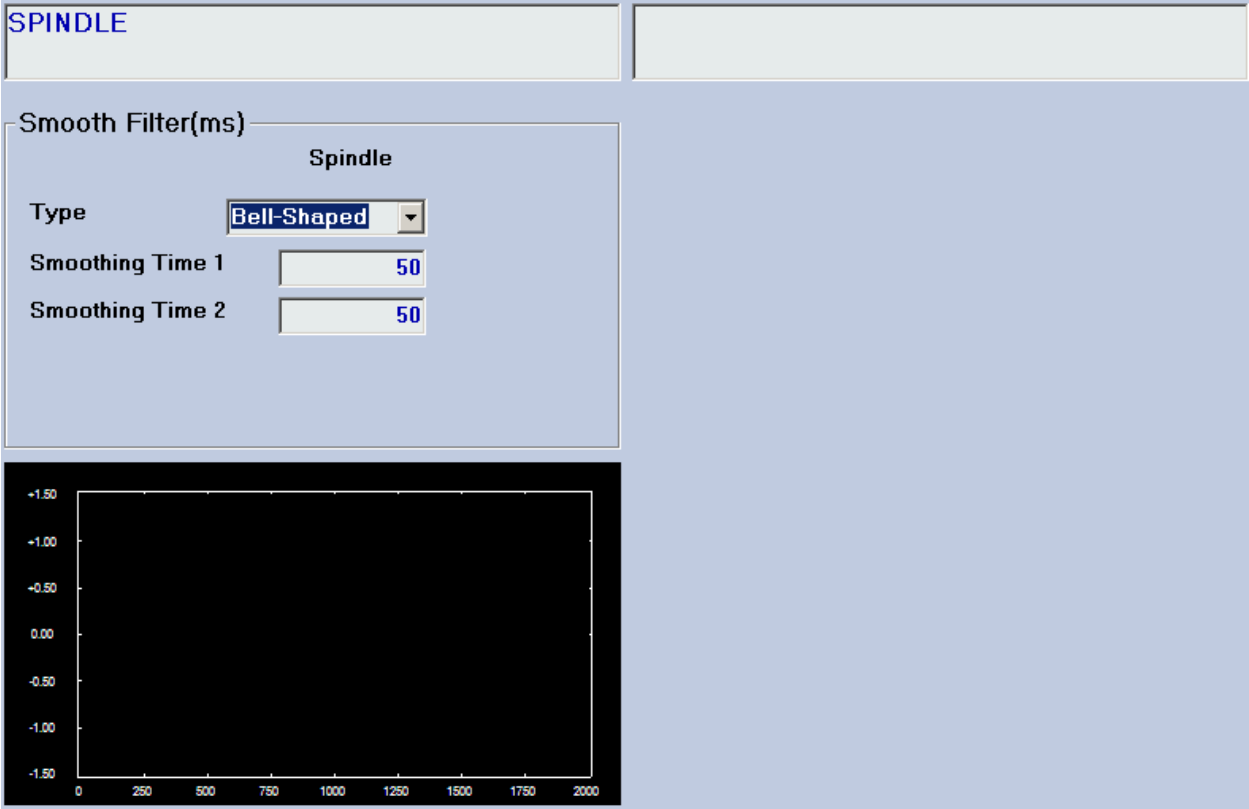 SPINDLE
Smooth Filter(ms)
Spindle
Type Bell-Shaped
Smoothing Time 1 50
Smoothing Time 2 50
+1.50
+1.00
+0.50
0.00
-0.50
-1.00
-1.50
0 250 500 750 1000 1250 1500 1750 2000